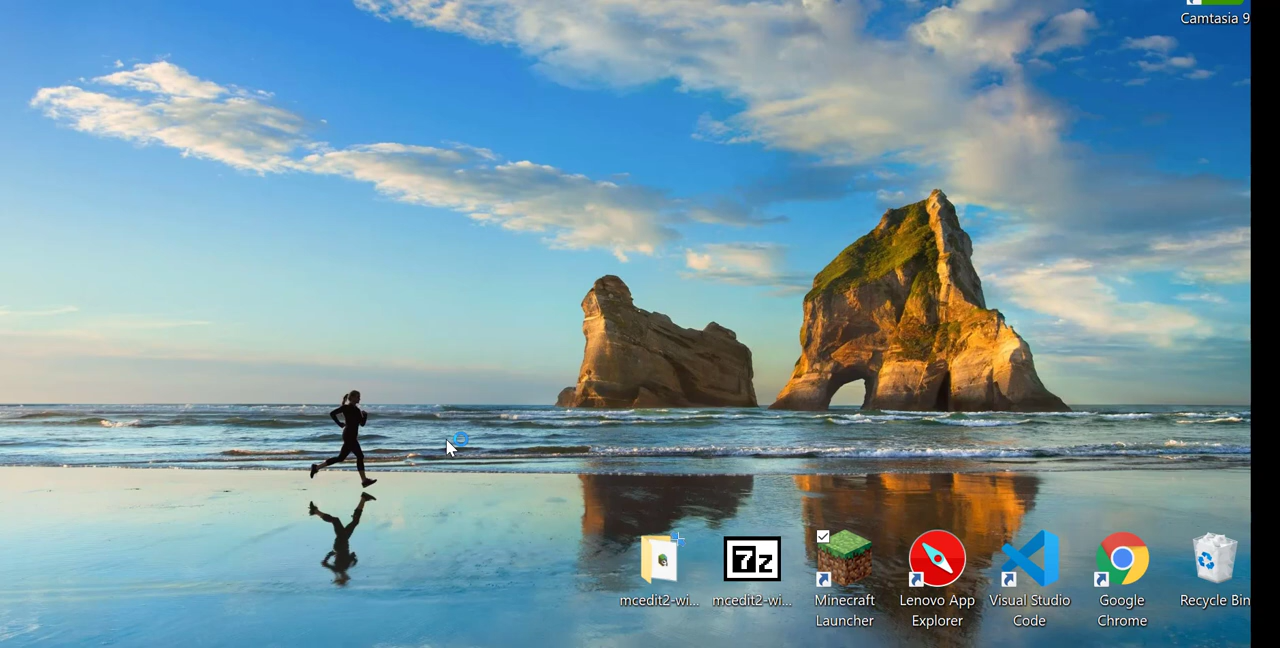 Camtasia 9
7z
mcedit2-wi...
mcedit2-wi...
Minecraft
Launcher
Lenovo App
Explorer
Visual Studio
Code
Google
Chrome
Recycle Bin